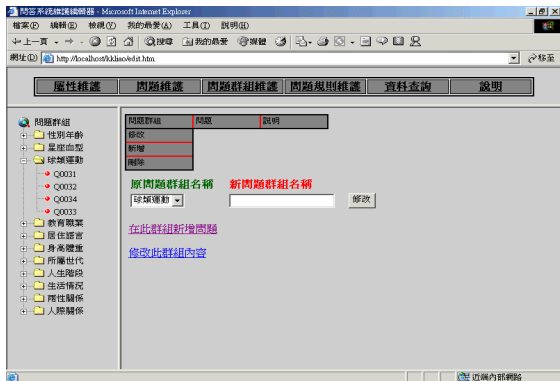 問答系統維護編輯器 - Microsoft Internet Explorer
檔案(F) 編輯(E) 檢視(V) 我的最愛(A) 工具(T) 說明(H)
上一頁 搜尋 我的最愛 媒體
網址(D) http://localhost/kkliao/edit.htm 移至
屬性維護 問題維護 問題群組維護 問題規則維護 資料查詢 說明
問題群組
性別年齡
星座血型
球類運動
Q0031
Q0032
Q0034
Q0033
教育職業
居住語言
身高體重
所屬世代
人生階段
生活情況
兩性關係
人際關係
問題群組 問題 說明
修改
新增
刪除
原問題群組名稱 新問題群組名稱
球類運動 修改
在此群組新增問題
修改此群組內容
近端內部網路